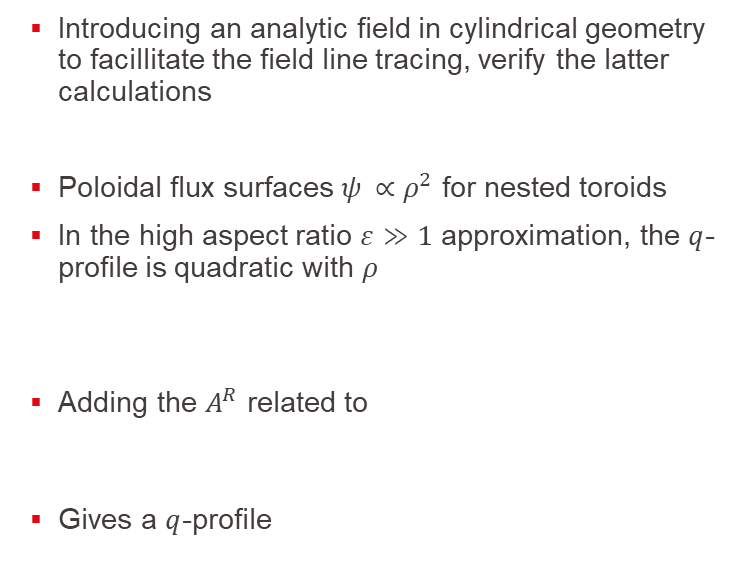 ▪ Introducing an analytic field in cylindrical geometry
to facillitate the field line tracing, verify the latter
calculations
▪ Poloidal flux surfaces 𝜓 ∝ 𝜌² for nested toroids
▪ In the high aspect ratio 𝜀 ≫ 1 approximation, the 𝑞-
profile is quadratic with 𝜌
▪ Adding the 𝐴ᴿ related to
▪ Gives a 𝑞-profile